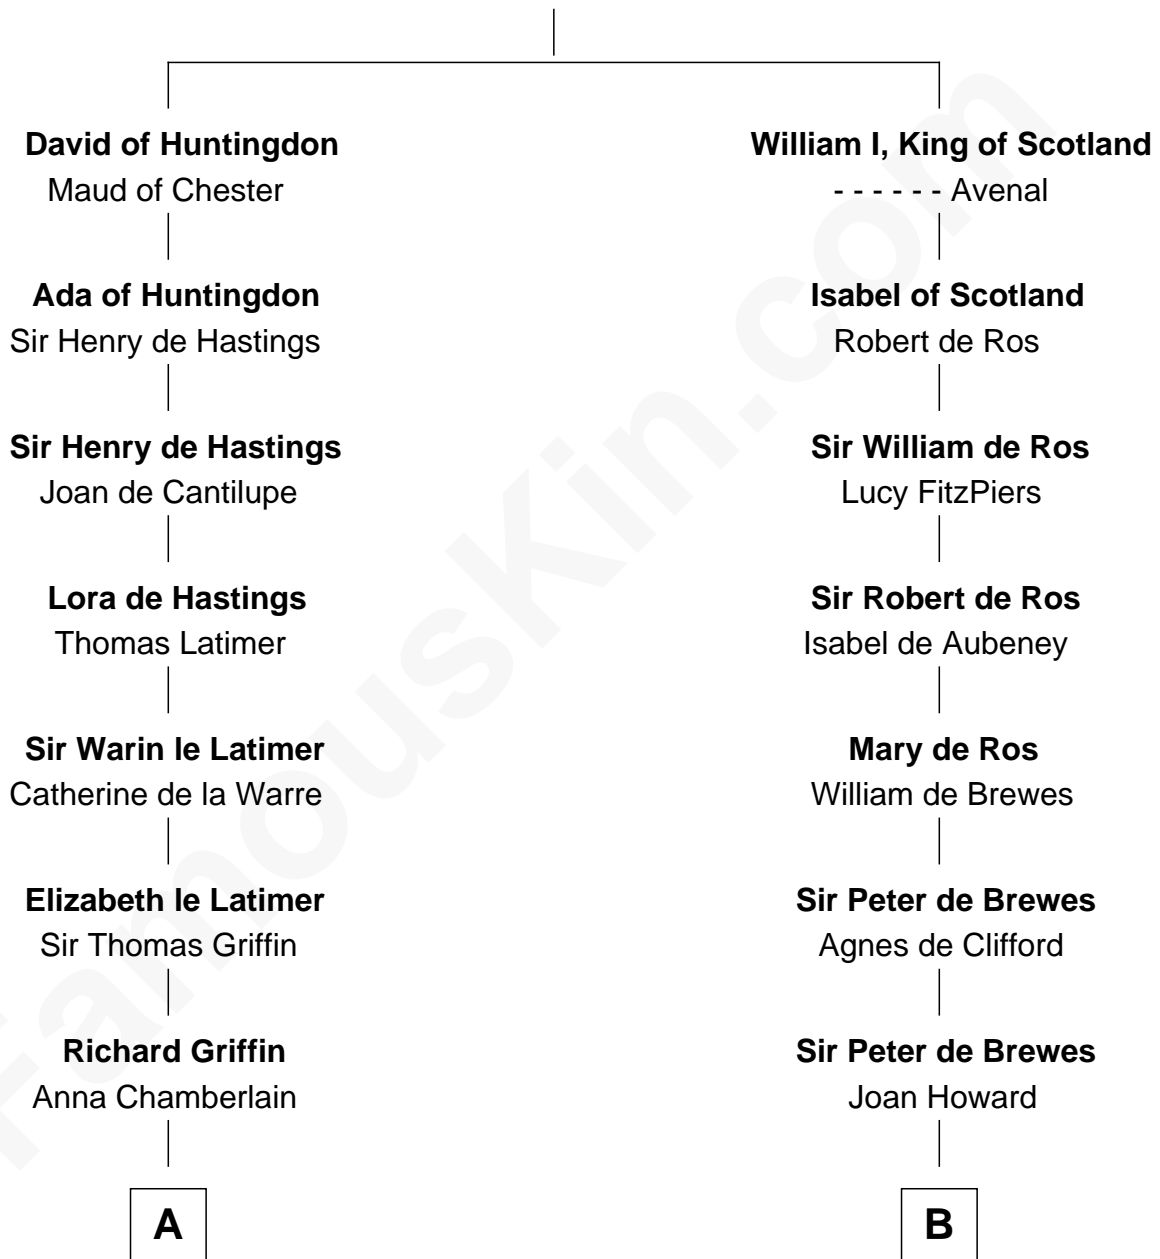 David of Huntingdon
Maud of Chester
Ada of Huntingdon
Sir Henry de Hastings
Sir Henry de Hastings
Joan de Cantilupe
Lora de Hastings
Thomas Latimer
Sir Warin le Latimer
Catherine de la Warre
Elizabeth le Latimer
Sir Thomas Griffin
Richard Griffin
Anna Chamberlain
A
William I, King of Scotland
- - - - - - Avenal
Isabel of Scotland
Robert de Ros
Sir William de Ros
Lucy FitzPiers
Sir Robert de Ros
Isabel de Aubeney
Mary de Ros
William de Brewes
Sir Peter de Brewes
Agnes de Clifford
Sir Peter de Brewes
Joan Howard
B
FamousKin.com